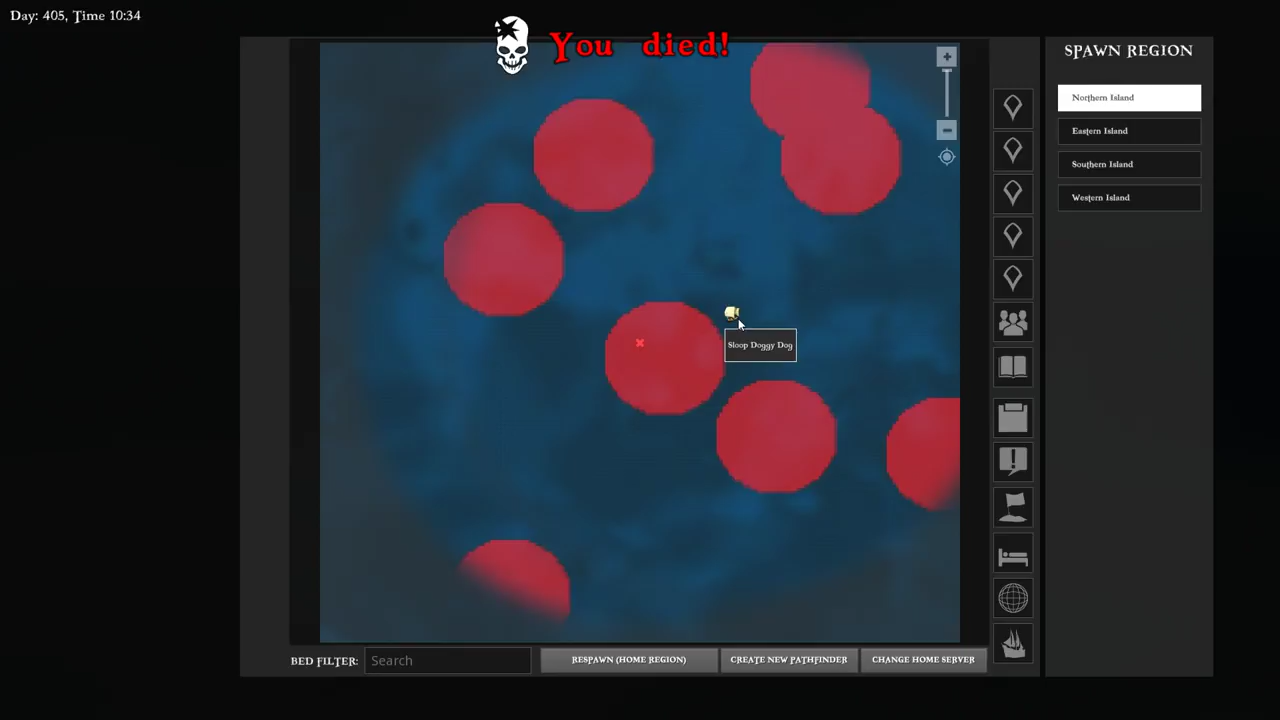 Day: 405, Time 10:34
You died!
SPAWN REGION
Northern Island
Eastern Island
Southern Island
Western Island
Sloop Doggy Dog
BED FILTER:
Search
RESPAWN (HOME REGION)
CREATE NEW PATHFINDER
CHANGE HOME SERVER